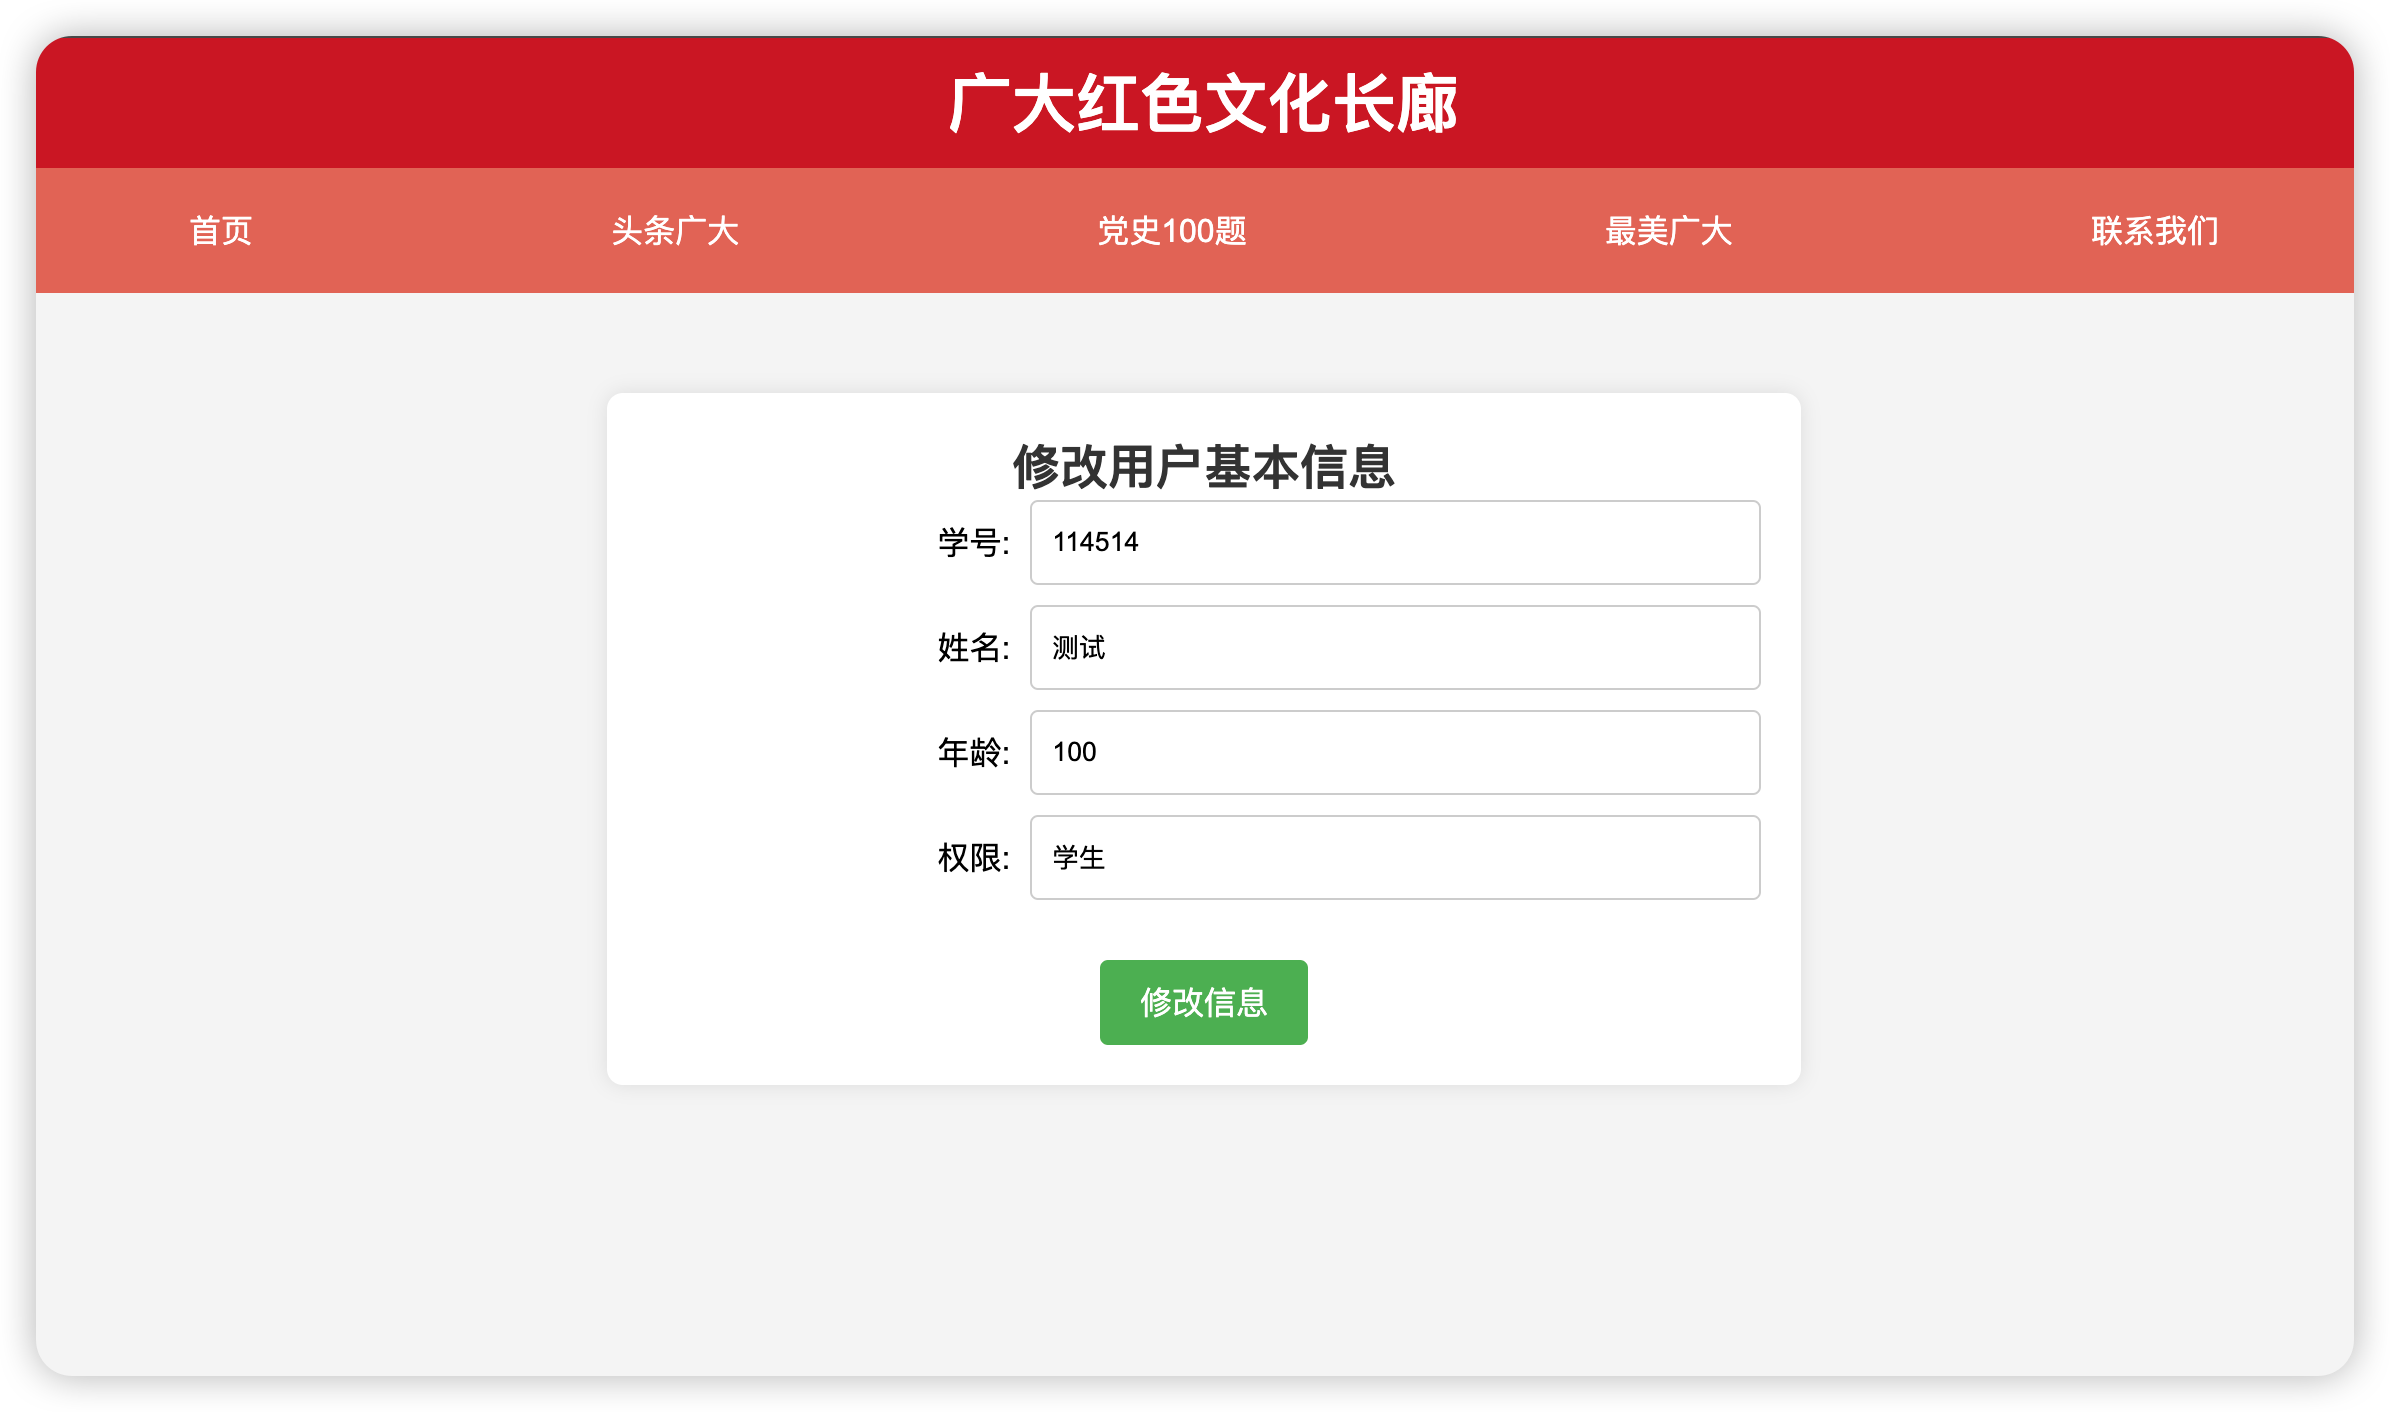 广大红色文化长廊
首页 头条广大 党史100题 最美广大 联系我们
修改用户基本信息
学号: 114514
姓名: 测试
年龄: 100
权限: 学生
修改信息